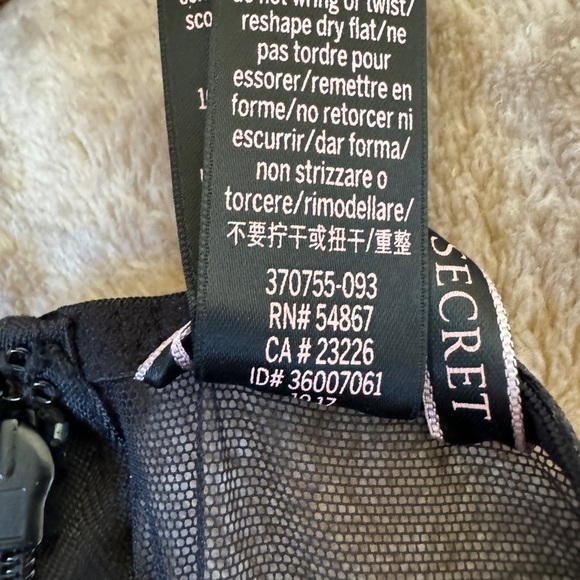 sco
1
do not wring or twist/
reshape dry flat/ne
pas tordre pour
essorer/remettre en
forme/no retorcer ni
escurrir/dar forma/
non strizzare o
torcere/rimodellare/
不要拧干或扭干/重整
370755-093
RN# 54867
CA # 23226
ID# 36007061
SECRET